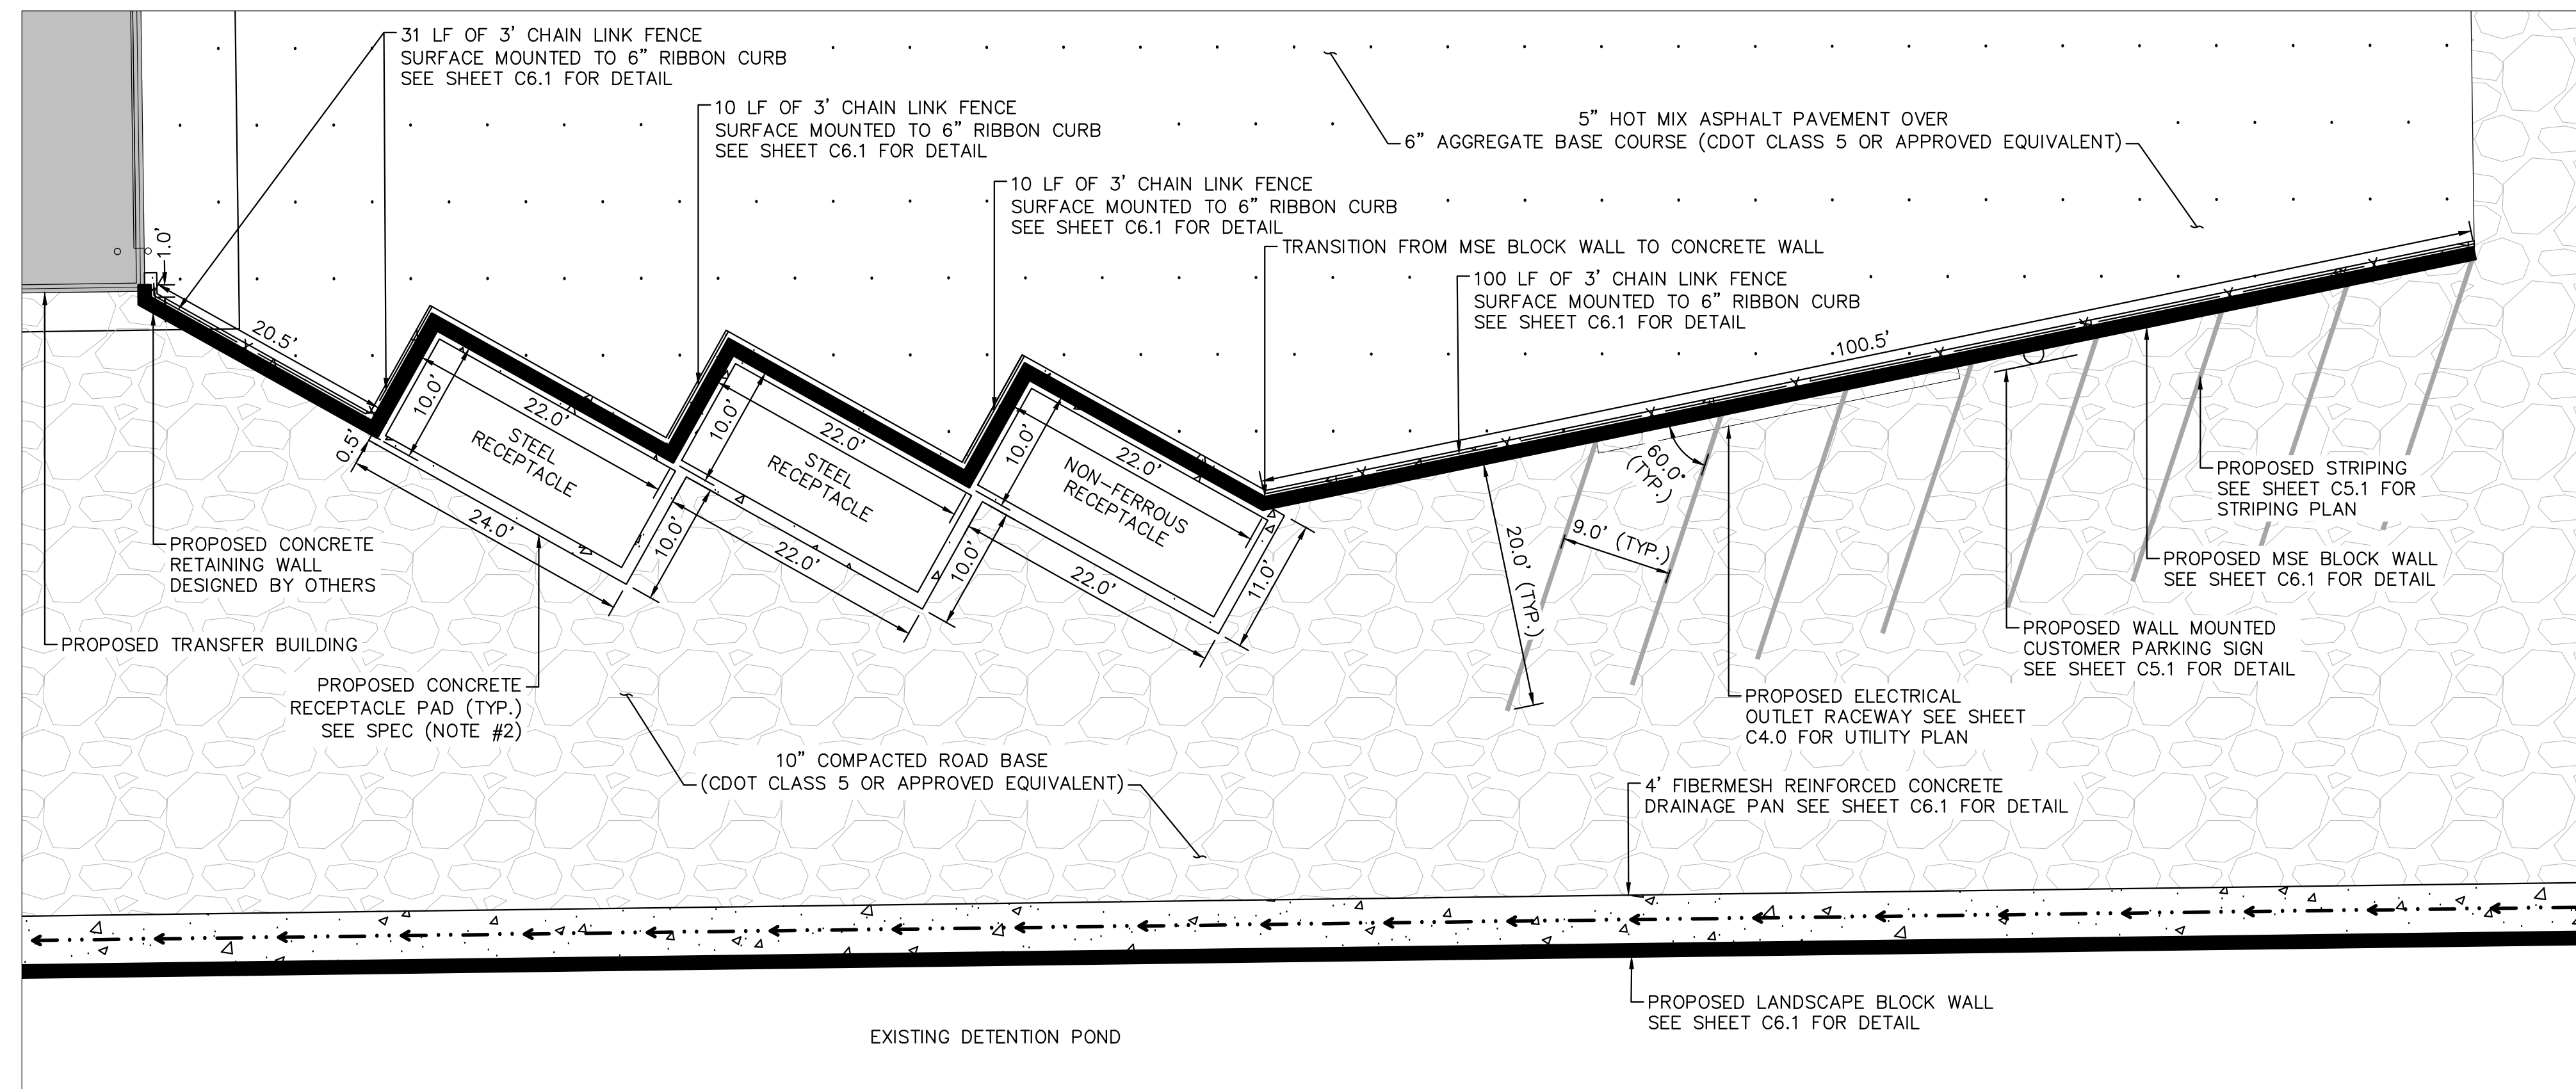 31 LF OF 3' CHAIN LINK FENCE
SURFACE MOUNTED TO 6" RIBBON CURB
SEE SHEET C6.1 FOR DETAIL
10 LF OF 3' CHAIN LINK FENCE
SURFACE MOUNTED TO 6" RIBBON CURB
SEE SHEET C6.1 FOR DETAIL
10 LF OF 3' CHAIN LINK FENCE
SURFACE MOUNTED TO 6" RIBBON CURB
SEE SHEET C6.1 FOR DETAIL
5" HOT MIX ASPHALT PAVEMENT OVER
6" AGGREGATE BASE COURSE (CDOT CLASS 5 OR APPROVED EQUIVALENT)
TRANSITION FROM MSE BLOCK WALL TO CONCRETE WALL
100 LF OF 3' CHAIN LINK FENCE
SURFACE MOUNTED TO 6" RIBBON CURB
SEE SHEET C6.1 FOR DETAIL
1.0'
20.5'
100.5'
10.0'
22.0'
STEEL
RECEPTACLE
0.5'
24.0'
10.0'
10.0'
22.0'
STEEL
RECEPTACLE
22.0'
10.0'
10.0'
22.0'
NON-FERROUS
RECEPTACLE
22.0'
11.0'
60.0°
(TYP.)
20.0' (TYP.)
9.0' (TYP.)
PROPOSED STRIPING
SEE SHEET C5.1 FOR
STRIPING PLAN
PROPOSED MSE BLOCK WALL
SEE SHEET C6.1 FOR DETAIL
PROPOSED WALL MOUNTED
CUSTOMER PARKING SIGN
SEE SHEET C5.1 FOR DETAIL
PROPOSED ELECTRICAL
OUTLET RACEWAY SEE SHEET
C4.0 FOR UTILITY PLAN
PROPOSED CONCRETE
RETAINING WALL
DESIGNED BY OTHERS
PROPOSED TRANSFER BUILDING
PROPOSED CONCRETE
RECEPTACLE PAD (TYP.)
SEE SPEC (NOTE #2)
10" COMPACTED ROAD BASE
(CDOT CLASS 5 OR APPROVED EQUIVALENT)
4' FIBERMESH REINFORCED CONCRETE
DRAINAGE PAN SEE SHEET C6.1 FOR DETAIL
PROPOSED LANDSCAPE BLOCK WALL
SEE SHEET C6.1 FOR DETAIL
EXISTING DETENTION POND